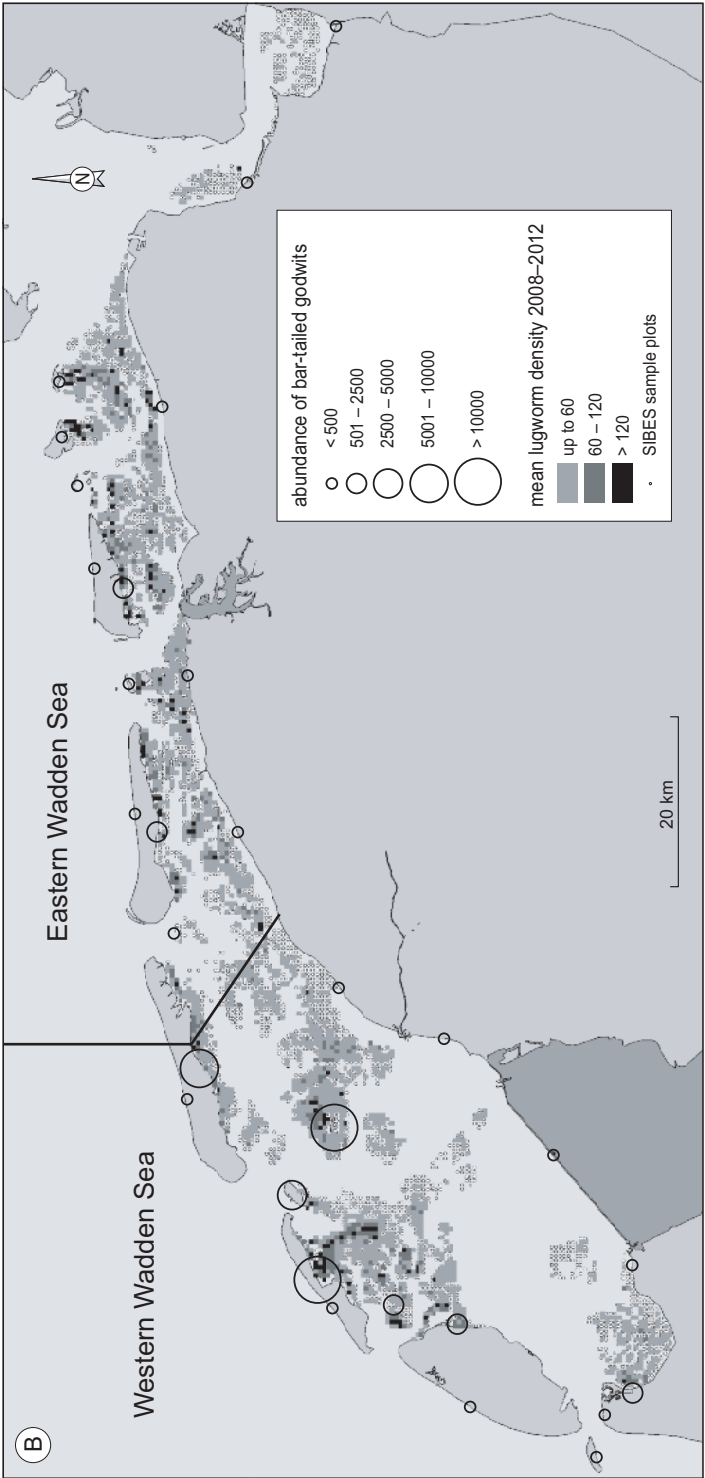 B
Western Wadden Sea
Eastern Wadden Sea
N
20 km
abundance of bar-tailed godwits
< 500
501 – 2500
2500 – 5000
5001 – 10000
> 10000
mean lugworm density 2008–2012
up to 60
60 – 120
> 120
SIBES sample plots